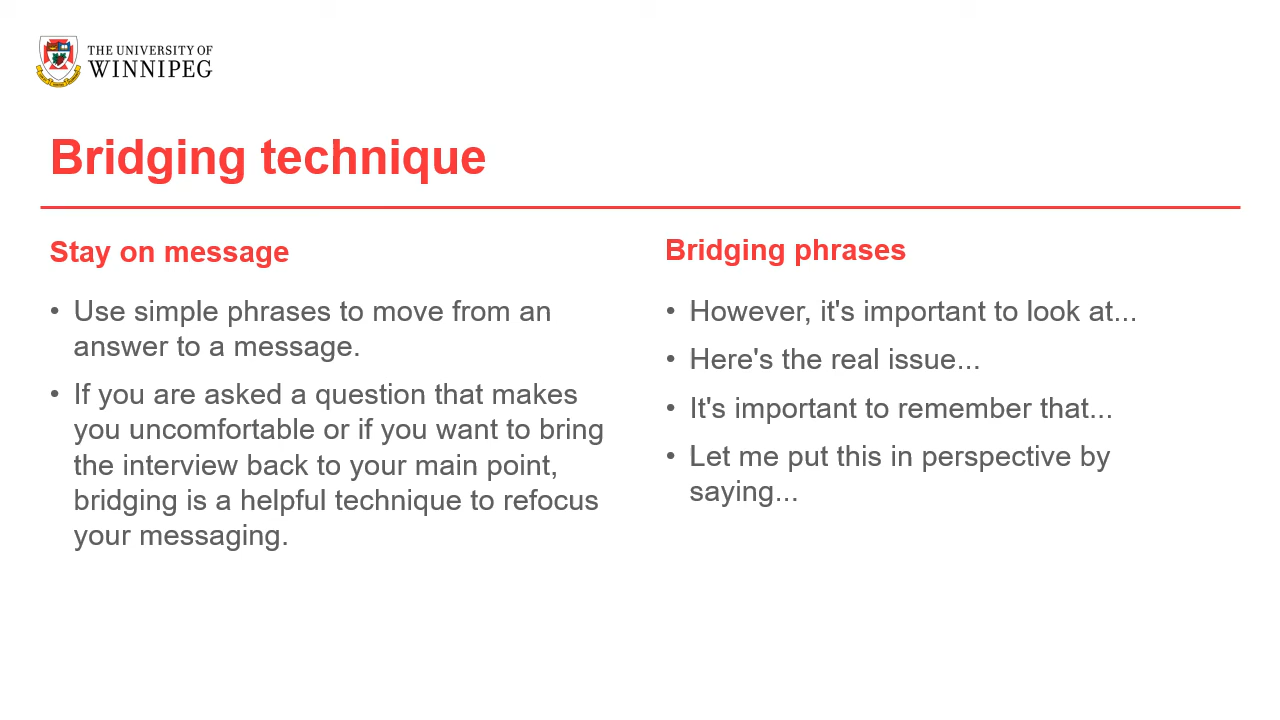 THE UNIVERSITY OF
WINNIPEG
Bridging technique
Stay on message
• Use simple phrases to move from an
answer to a message.
• If you are asked a question that makes
you uncomfortable or if you want to bring
the interview back to your main point,
bridging is a helpful technique to refocus
your messaging.
Bridging phrases
• However, it's important to look at...
• Here's the real issue...
• It's important to remember that...
• Let me put this in perspective by
saying...